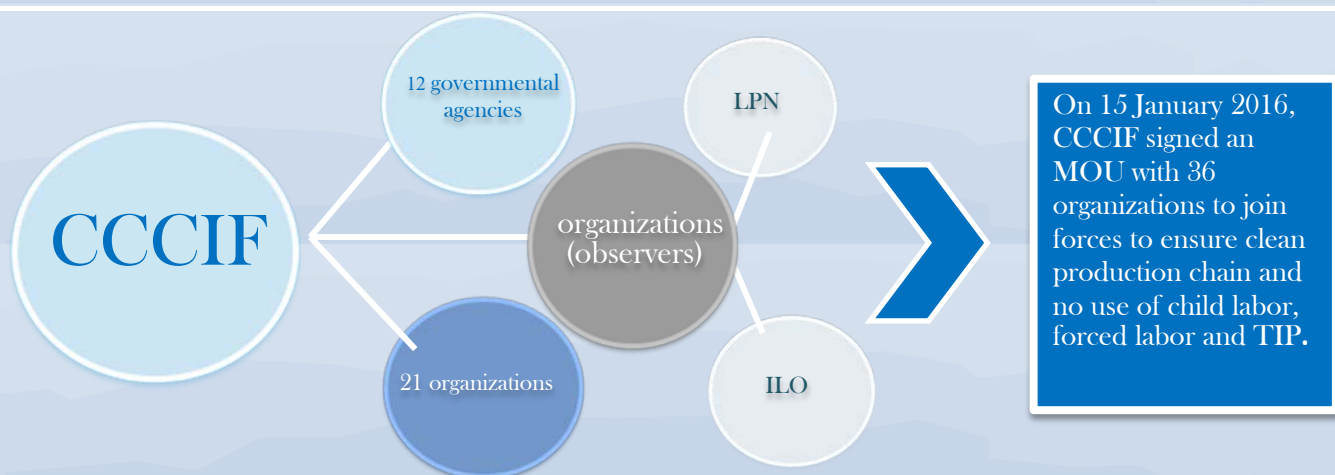 CCCIF
12 governmental
agencies
21 organizations
organizations
(observers)
LPN
ILO
On 15 January 2016,
CCCIF signed an
MOU with 36
organizations to join
forces to ensure clean
production chain and
no use of child labor,
forced labor and TIP.